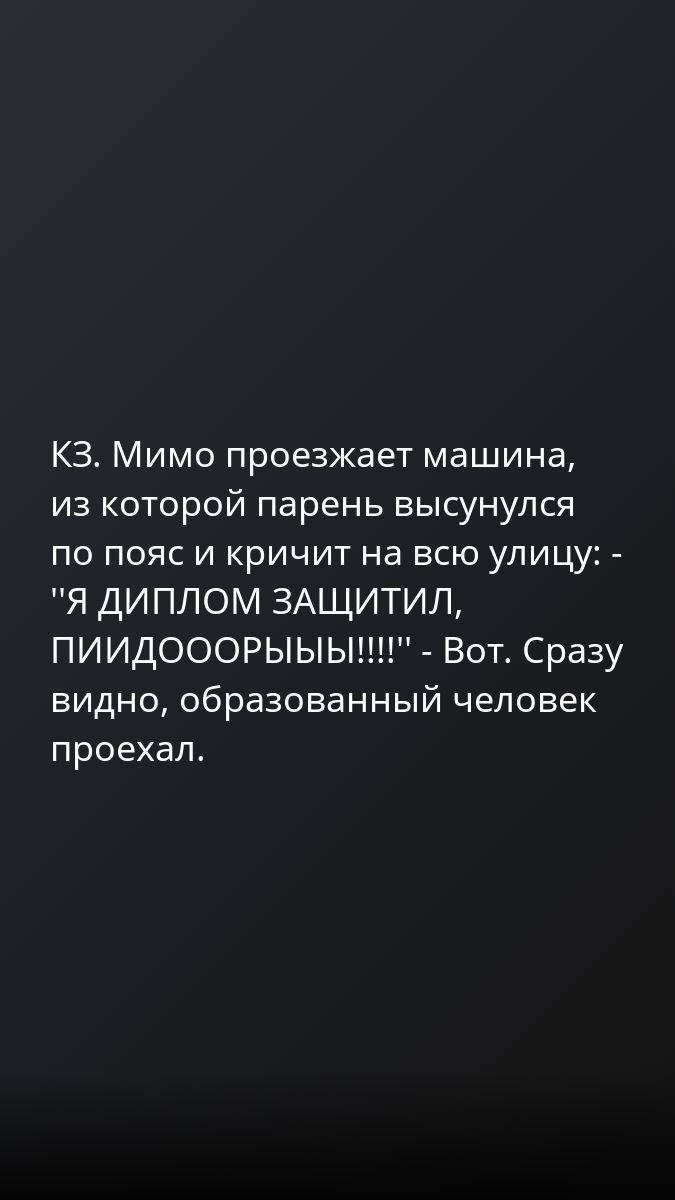 КЗ. Мимо проезжает машина,
из которой парень высунулся
по пояс и кричит на всю улицу: -
''Я ДИПЛОМ ЗАЩИТИЛ,
ПИИДОООРЫЫЫ!!!!'' - Вот. Сразу
видно, образованный человек
проехал.